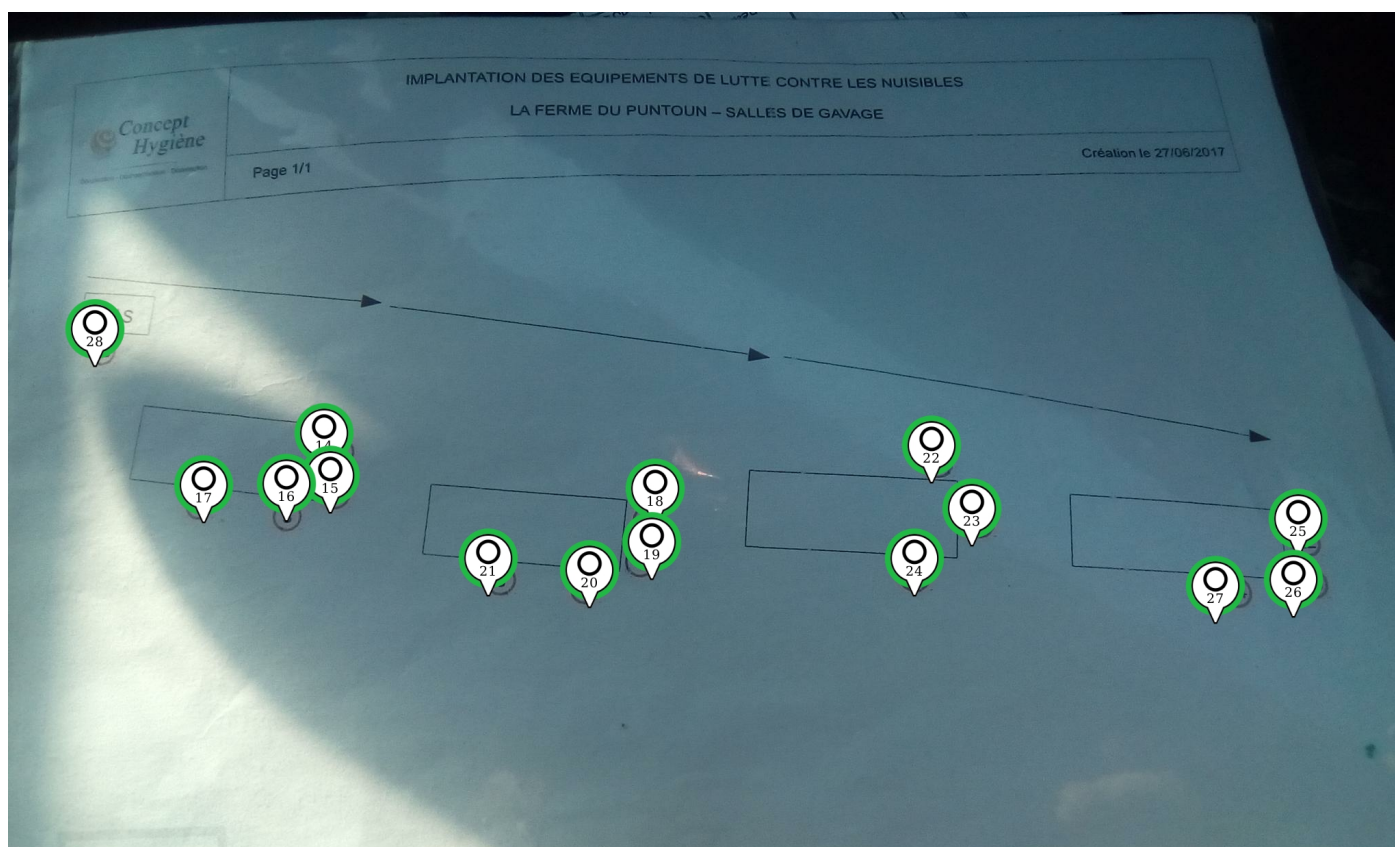 IMPLANTATION DES EQUIPEMENTS DE LUTTE CONTRE LES NUISIBLES
LA FERME DU PUNTOUN – SALLES DE GAVAGE
Concept
Hygiène
Page 1/1
Création le 27/06/2017
28
14
15
16
17
18
19
20
21
22
23
24
25
26
27